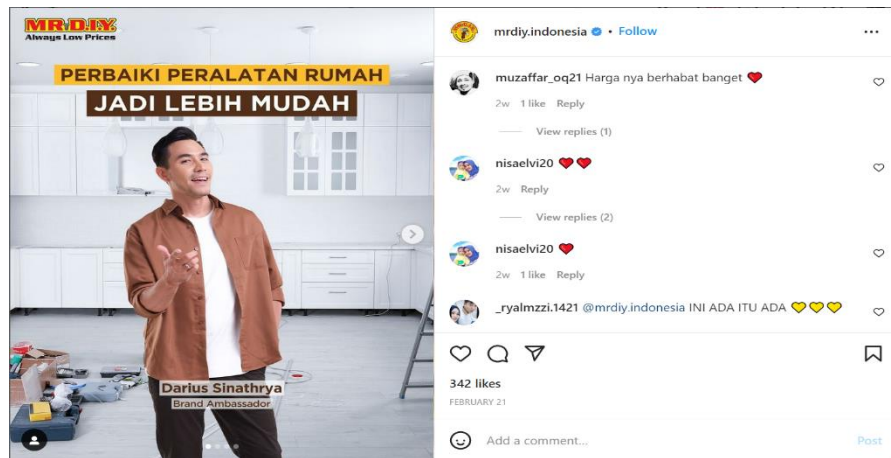 MR.D.I.Y.
Always Low Prices
PERBAIKI PERALATAN RUMAH
JADI LEBIH MUDAH
Darius Sinathrya
Brand Ambassador
mrdiy.indonesia • Follow
muzaffar_oq21 Harga nya berhabat banget ❤
2w 1 like Reply
View replies (1)
nisaelvi20 ❤❤
2w Reply
View replies (2)
nisaelvi20 ❤
2w 1 like Reply
_ryalmzzi.1421 @mrdiy.indonesia INI ADA ITU ADA 💛💛💛
342 likes
FEBRUARY 21
Add a comment...
Post